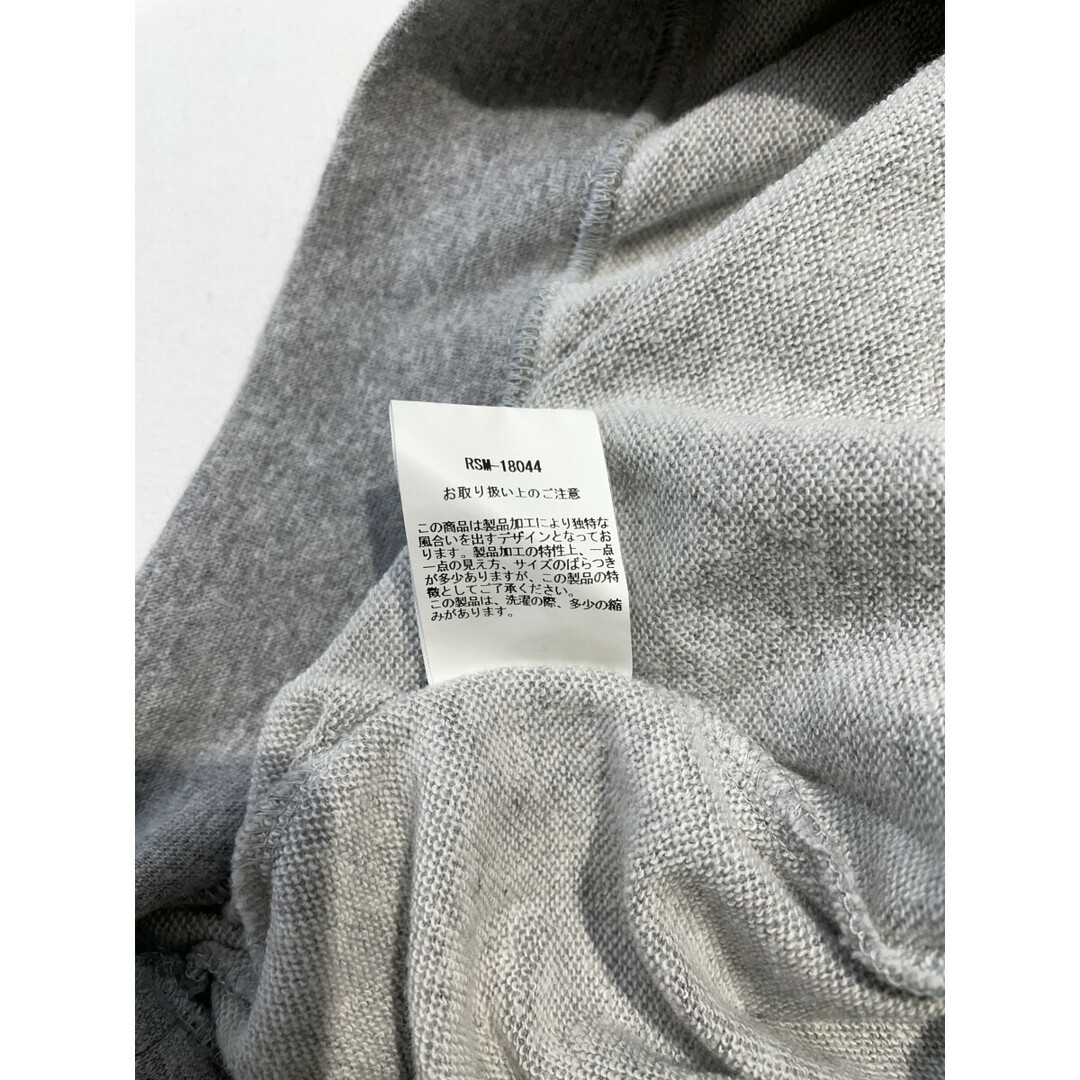 RSM-18044
お取り扱い上のご注意
この商品は製品加工により独特な
風合いを出すデザインとなってお
ります。製品加工の特性上、一点
一点の見え方、サイズのばらつき
が多少ありますが、この製品の特
徴としてご了承ください。
この製品は、洗濯の際、多少の縮
みがあります。